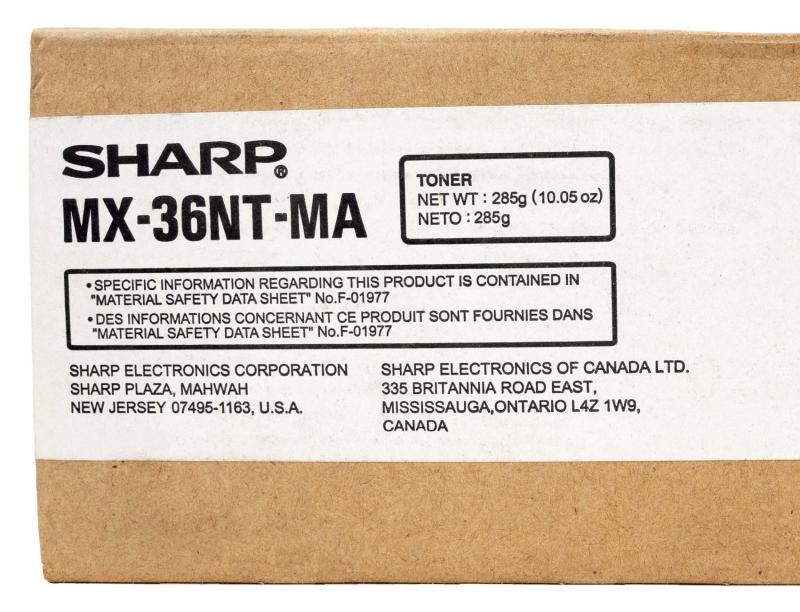 SHARP®
MX-36NT-MA
TONER
NET WT : 285g (10.05 oz)
NETO : 285g
• SPECIFIC INFORMATION REGARDING THIS PRODUCT IS CONTAINED IN
"MATERIAL SAFETY DATA SHEET" No.F-01977
• DES INFORMATIONS CONCERNANT CE PRODUIT SONT FOURNIES DANS
"MATERIAL SAFETY DATA SHEET" No.F-01977
SHARP ELECTRONICS CORPORATION
SHARP PLAZA, MAHWAH
NEW JERSEY 07495-1163, U.S.A.
SHARP ELECTRONICS OF CANADA LTD.
335 BRITANNIA ROAD EAST,
MISSISSAUGA,ONTARIO L4Z 1W9,
CANADA